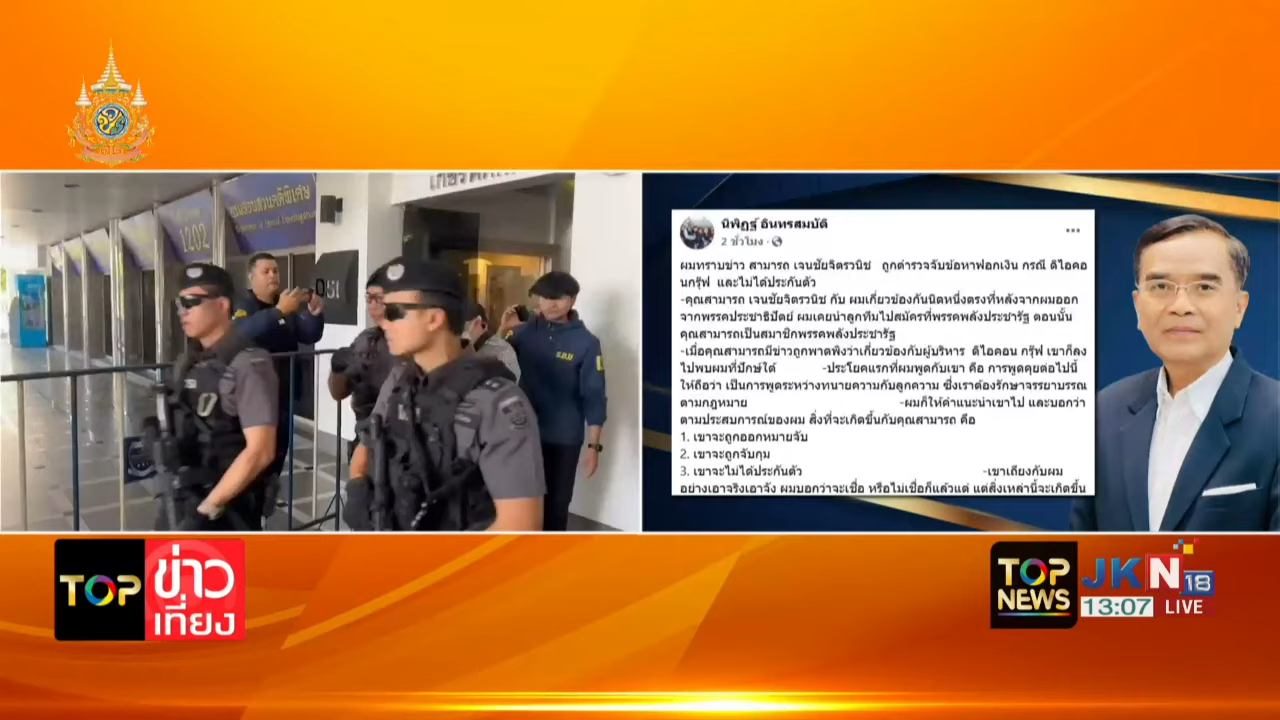 กรมสอบสวนคดีพิเศษ
Department of Special Investigation
1202
DSI
นิพิฏฐ์ อินทรสมบัติ
2 ชั่วโมง
ผมทราบข่าว สามารถ เจนชัยจิตรวนิช ถูกตำรวจจับข้อหาฟอกเงิน กรณี ดิไอคอ
นกรุ๊ฟ และไม่ได้ประกันตัว
-คุณสามารถ เจนชัยจิตรวนิช กับ ผมเกี่ยวข้องกันนิดหนึ่งตรงที่หลังจากผมออก
จากพรรคประชาธิปัตย์ ผมเคยนำลูกทีมไปสมัครที่พรรคพลังประชารัฐ ตอนนั้น
คุณสามารถเป็นสมาชิกพรรคพลังประชารัฐ
-เมื่อคุณสามารถมีข่าวถูกพาดพิงว่าเกี่ยวข้องกับผู้บริหาร ดิไอคอน กรุ๊ฟ เขาก็ลง
ไปพบผมที่ปักษ์ใต้ -ประโยคแรกที่ผมพูดกับเขา คือ การพูดคุยต่อไปนี้
ให้ถือว่า เป็นการพูดระหว่างทนายความกับลูกความ ซึ่งเราต้องรักษาจรรยาบรรณ
ตามกฎหมาย -ผมก็ให้คำแนะนำเขาไป และบอกว่า
ตามประสบการณ์ของผม สิ่งที่จะเกิดขึ้นกับคุณสามารถ คือ
1. เขาจะถูกออกหมายจับ
2. เขาจะถูกจับกุม
3. เขาจะไม่ได้ประกันตัว -เขาเถียงกับผม
อย่างเอาจริงเอาจัง ผมบอกว่าจะเชื่อ หรือไม่เชื่อก็แล้วแต่ แต่สิ่งเหล่านี้จะเกิดขึ้น
TOP ข่าว
เที่ยง
TOP NEWS
JKN 18
13:07 LIVE